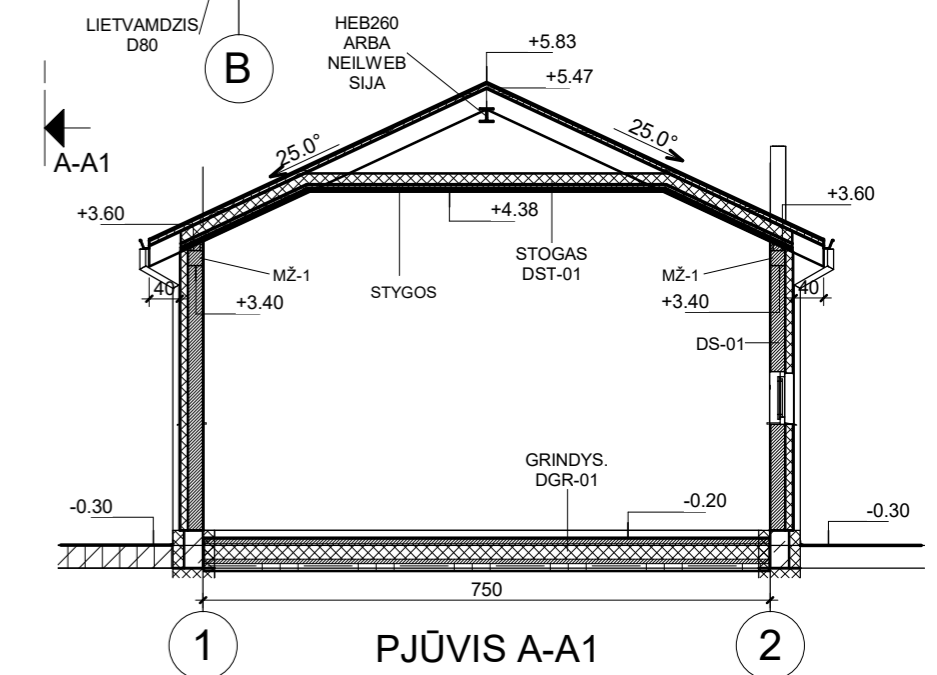 LIETVAMDZIS
D80
B
HEB260
ARBA
NEILWEB
SIJA
+5.83
+5.47
A-A1
25.0°
25.0°
+3.60
+3.60
+4.38
STOGAS
DST-01
STYGOS
MŽ-1
MŽ-1
40
+3.40
+3.40
40
DS-01
GRINDYS.
DGR-01
-0.30
-0.20
-0.30
750
1
PJŪVIS A-A1
2